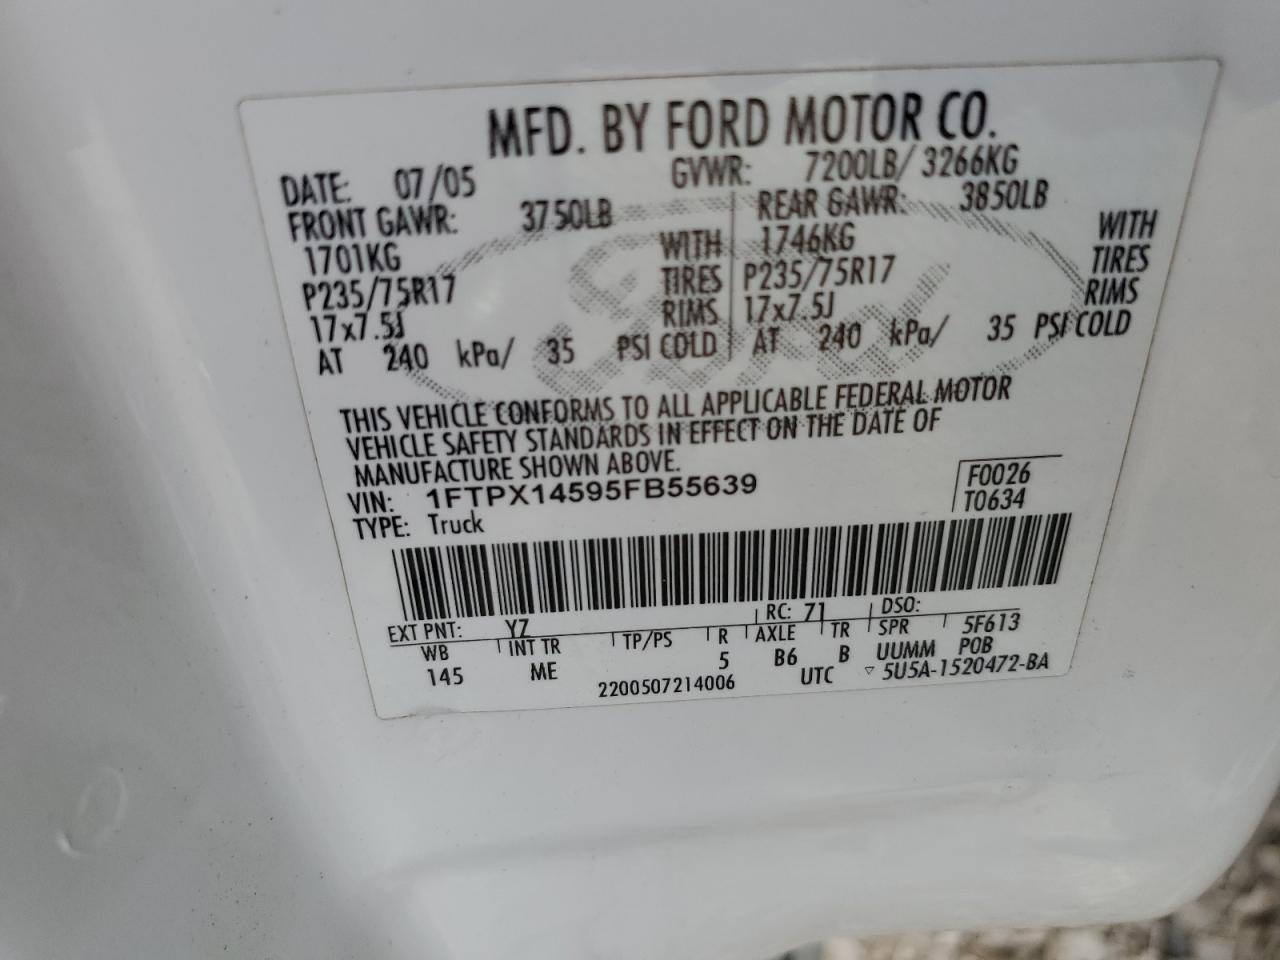 MFD. BY FORD MOTOR CO.
DATE: 07/05 GVWR: 7200LB/ 3266KG
FRONT GAWR: 3750LB REAR GAWR: 3850LB
1701KG WITH 1746KG WITH
P235/75R17 TIRES P235/75R17 TIRES
17x7.5J RIMS 17x7.5J RIMS
AT 240 kPa/ 35 PSI COLD AT 240 kPa/ 35 PSI COLD
Ford
THIS VEHICLE CONFORMS TO ALL APPLICABLE FEDERAL MOTOR
VEHICLE SAFETY STANDARDS IN EFFECT ON THE DATE OF
MANUFACTURE SHOWN ABOVE.
VIN: 1FTPX14595FB55639 F0026
TYPE: Truck T0634
EXT PNT: YZ RC: 71 DSO:
WB INT TR TP/PS R AXLE TR SPR 5F613
145 ME 5 B6 B UUMM POB
2200507214006 UTC ▽ 5U5A-1520472-BA